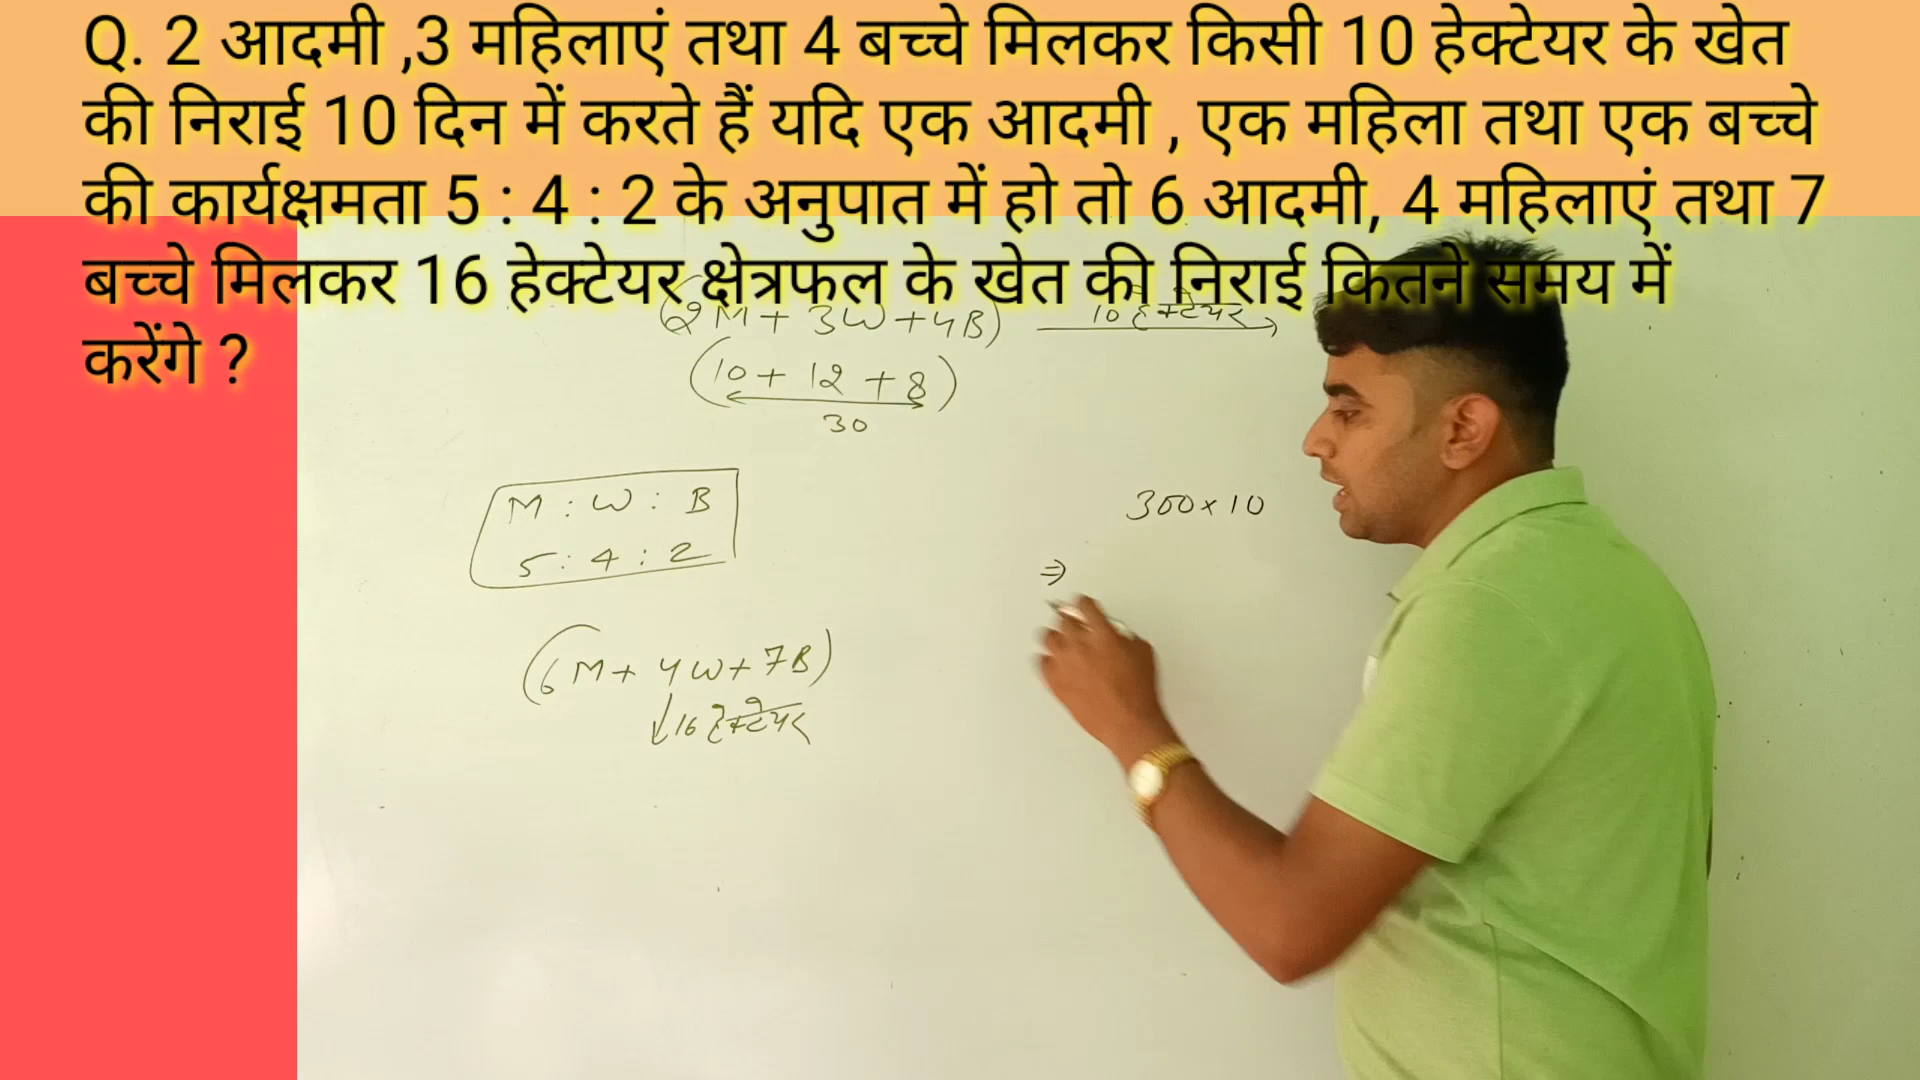 Q. 2 आदमी ,3 महिलाएं तथा 4 बच्चे मिलकर किसी 10 हेक्टेयर के खेत
की निराई 10 दिन में करते हैं यदि एक आदमी , एक महिला तथा एक बच्चे
की कार्यक्षमता 5 : 4 : 2 के अनुपात में हो तो 6 आदमी, 4 महिलाएं तथा 7
बच्चे मिलकर 16 हेक्टेयर क्षेत्रफल के खेत की निराई कितने समय में
करेंगे ?
(2M + 3W + 4B) 10 हेक्टेयर
(10 + 12 + 8)
30
M : W : B
5 : 4 : 2
300 × 10
⇒
(6M + 4W + 7B)
16 हेक्टेयर